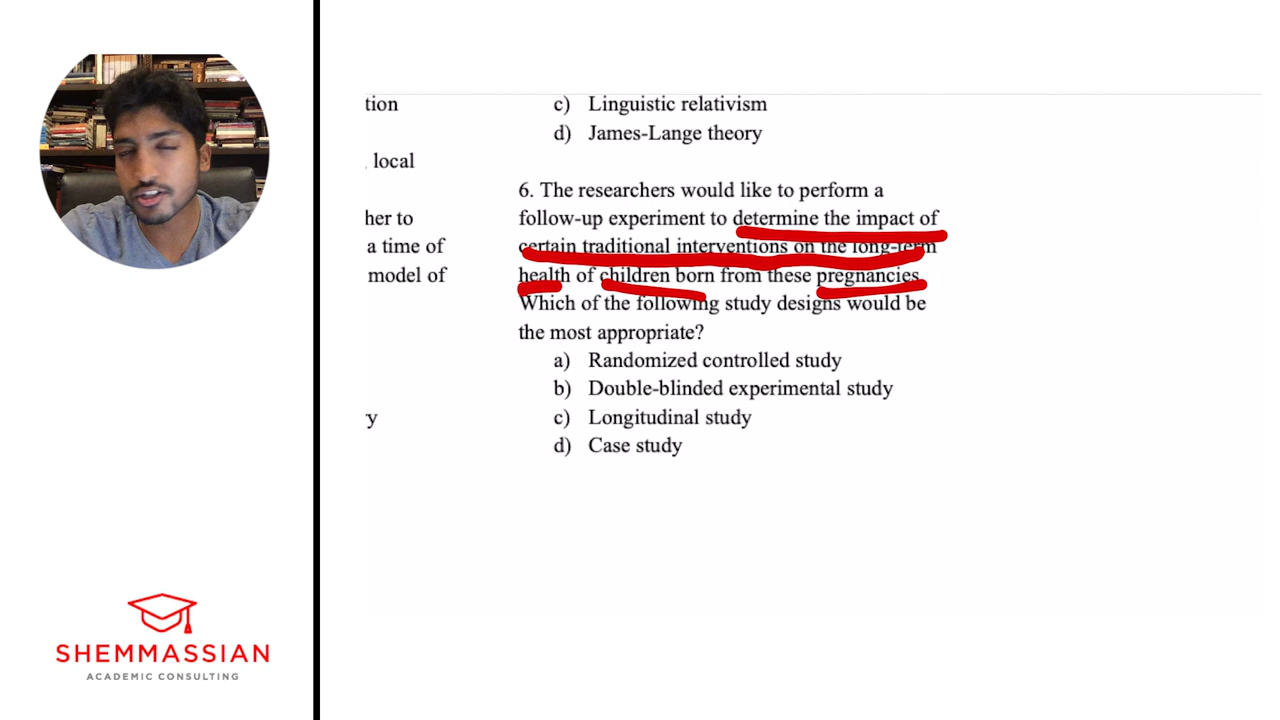 tion
local
her to
a time of
model of
y
c) Linguistic relativism
d) James-Lange theory
6. The researchers would like to perform a
follow-up experiment to determine the impact of
certain traditional interventions on the long-term
health of children born from these pregnancies.
Which of the following study designs would be
the most appropriate?
a) Randomized controlled study
b) Double-blinded experimental study
c) Longitudinal study
d) Case study
SHEMMASSIAN
ACADEMIC CONSULTING